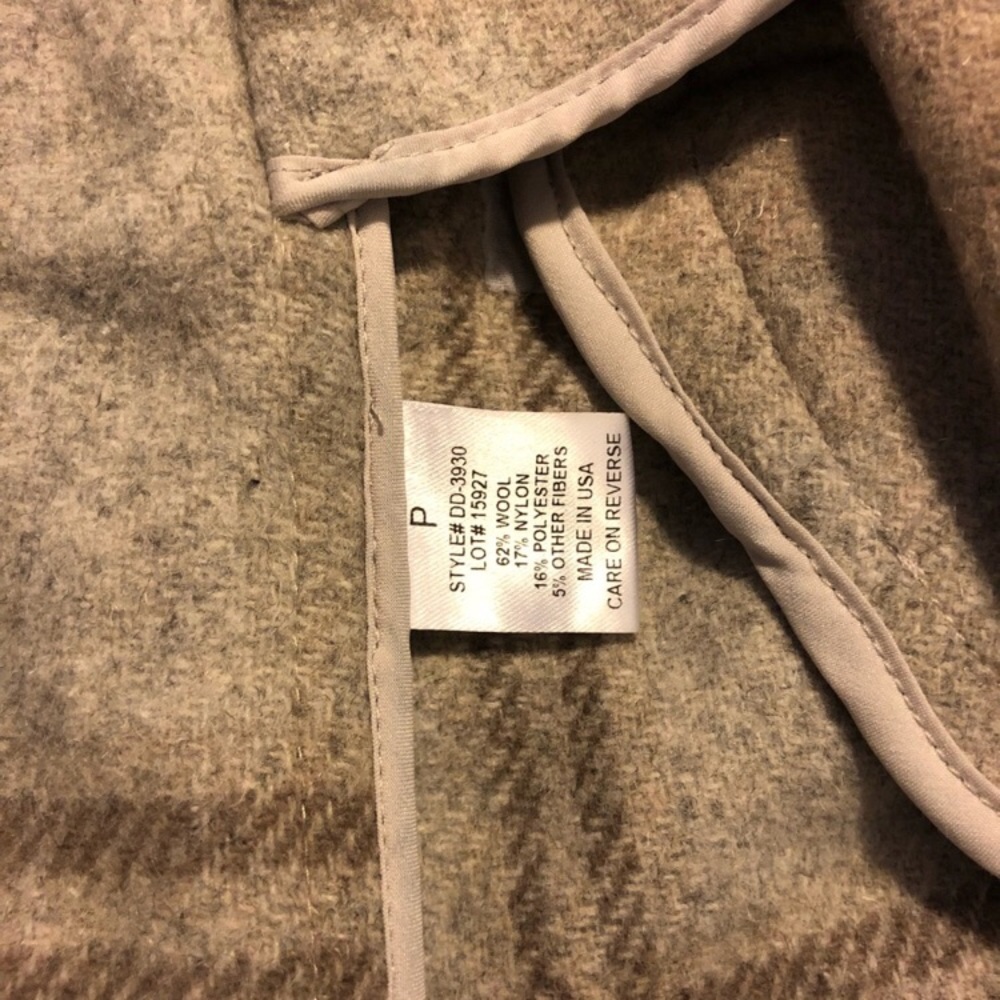 P
STYLE# DD-3930
LOT# 15927
62% WOOL
17% NYLON
16% POLYESTER
5% OTHER FIBERS
MADE IN USA
CARE ON REVERSE